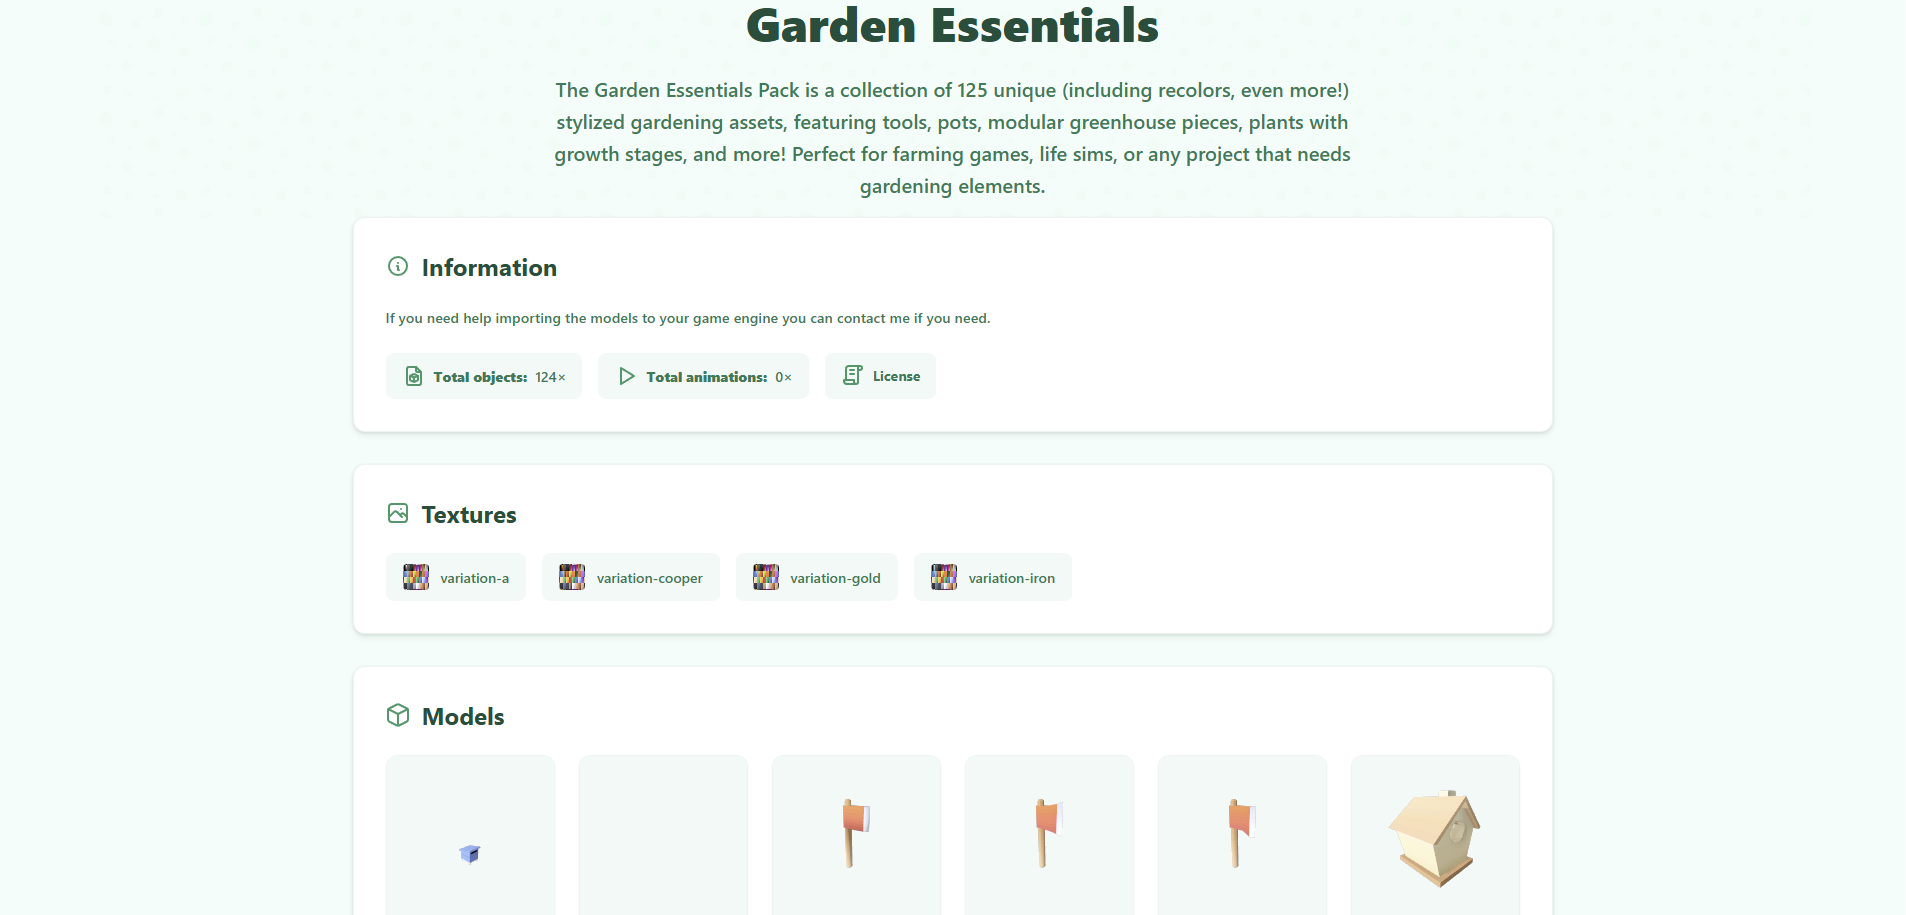 Garden Essentials
The Garden Essentials Pack is a collection of 125 unique (including recolors, even more!)
stylized gardening assets, featuring tools, pots, modular greenhouse pieces, plants with
growth stages, and more! Perfect for farming games, life sims, or any project that needs
gardening elements.
Information
If you need help importing the models to your game engine you can contact me if you need.
Total objects: 124×
Total animations: 0×
License
Textures
variation-a
variation-cooper
variation-gold
variation-iron
Models